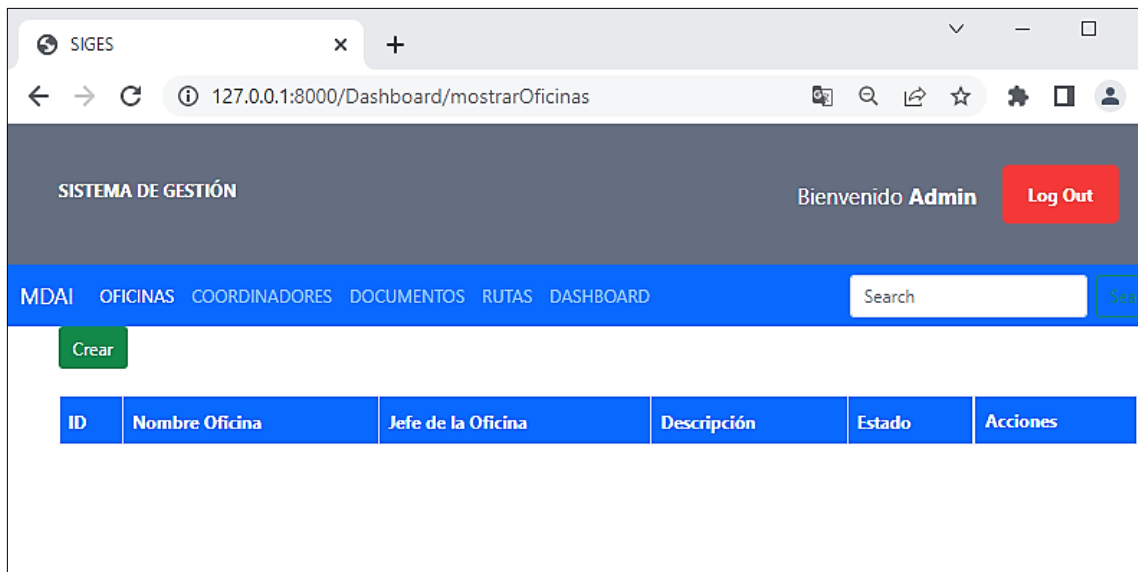 SIGES
127.0.0.1:8000/Dashboard/mostrarOficinas
SISTEMA DE GESTIÓN
Bienvenido Admin
Log Out
MDAI OFICINAS COORDINADORES DOCUMENTOS RUTAS DASHBOARD Search
Crear
ID Nombre Oficina Jefe de la Oficina Descripción Estado Acciones